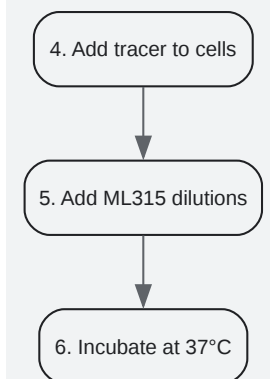 4. Add tracer to cells
5. Add ML315 dilutions
6. Incubate at 37°C